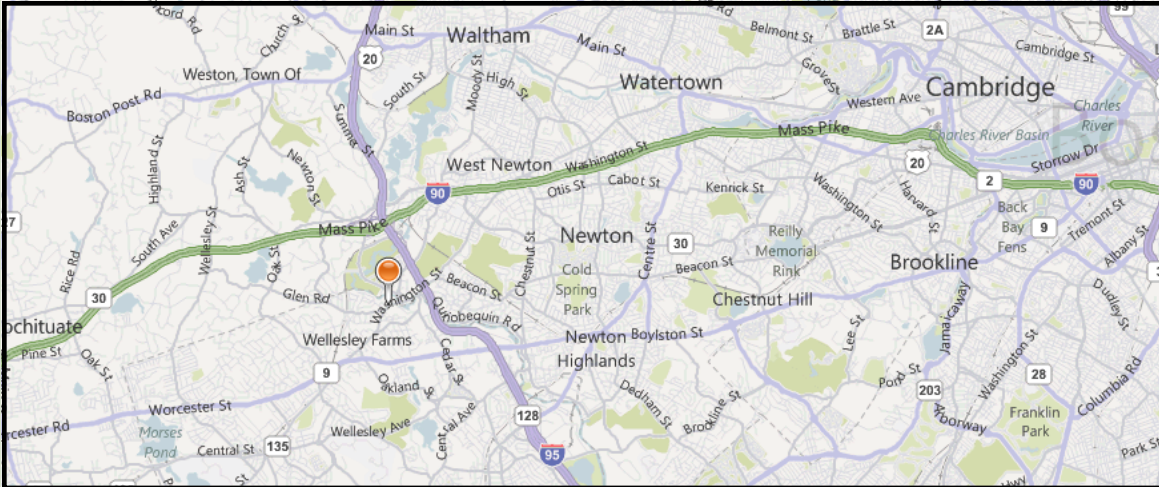 99
ncord Rd
Church St
Main St
Waltham
Main St
Belmont St
Brattle St
2A
Cambridge St
20
Weston, Town Of
South St
Moody St
High St
Watertown
Grove St
Western Ave
Cambridge
Boston Post Rd
Summer St
Charles
River
Mass Pike
Charles River Basin
Storrow Dr
Highland St
Ash St
Newton St
West Newton
Washington St
20
2
90
90
Otis St
Cabot St
Kenrick St
Washington St
Harvard St
27
South Ave
Wellesley St
Mass Pike
Back
Bay
Fens
9
Tremont St
Albany St
Newton
Centre St
30
Reilly
Memorial
Rink
Rice Rd
Oak St
Chestnut St
Beacon St
Brookline
Cold
Spring
Park
30
Glen Rd
Washington St
Beacon St
Chestnut Hill
Jamaicaway
Dudley St
ochituate
Quinobequin Rd
Wellesley Farms
Newton
Highlands
Boylston St
Lee St
Washington St
Pine St
Oak St
9
Cedar St
Oakland St
Pond St
203
28
Columbia Rd
Worcester St
128
Dedham St
Brookline St
Arborway
Franklin
Park
rcester Rd
Morses
Pond
Central St
135
Wellesley Ave
Central Ave
95
Park St
Hwy